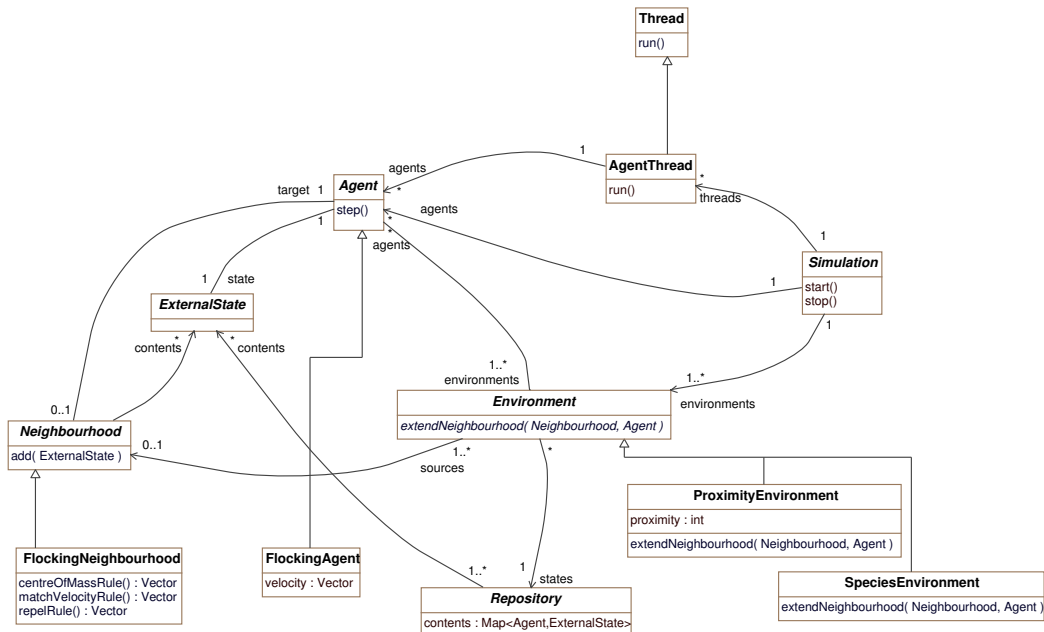 Thread
run()
1
AgentThread
run()
agents
*
*
threads
target 1
Agent
step()
agents
*
1
*
agents
1
Simulation
start()
stop()
1
1
1 state
ExternalState
*
contents
*
contents
1..*
environments
1..*
environments
Environment
extendNeighbourhood( Neighbourhood, Agent )
0..1
Neighbourhood
add( ExternalState )
0..1
1..*
sources
*
ProximityEnvironment
proximity : int
extendNeighbourhood( Neighbourhood, Agent )
FlockingNeighbourhood
centreOfMassRule() : Vector
matchVelocityRule() : Vector
repelRule() : Vector
FlockingAgent
velocity : Vector
1..*
1
states
Repository
contents : Map<Agent,ExternalState>
SpeciesEnvironment
extendNeighbourhood( Neighbourhood, Agent )